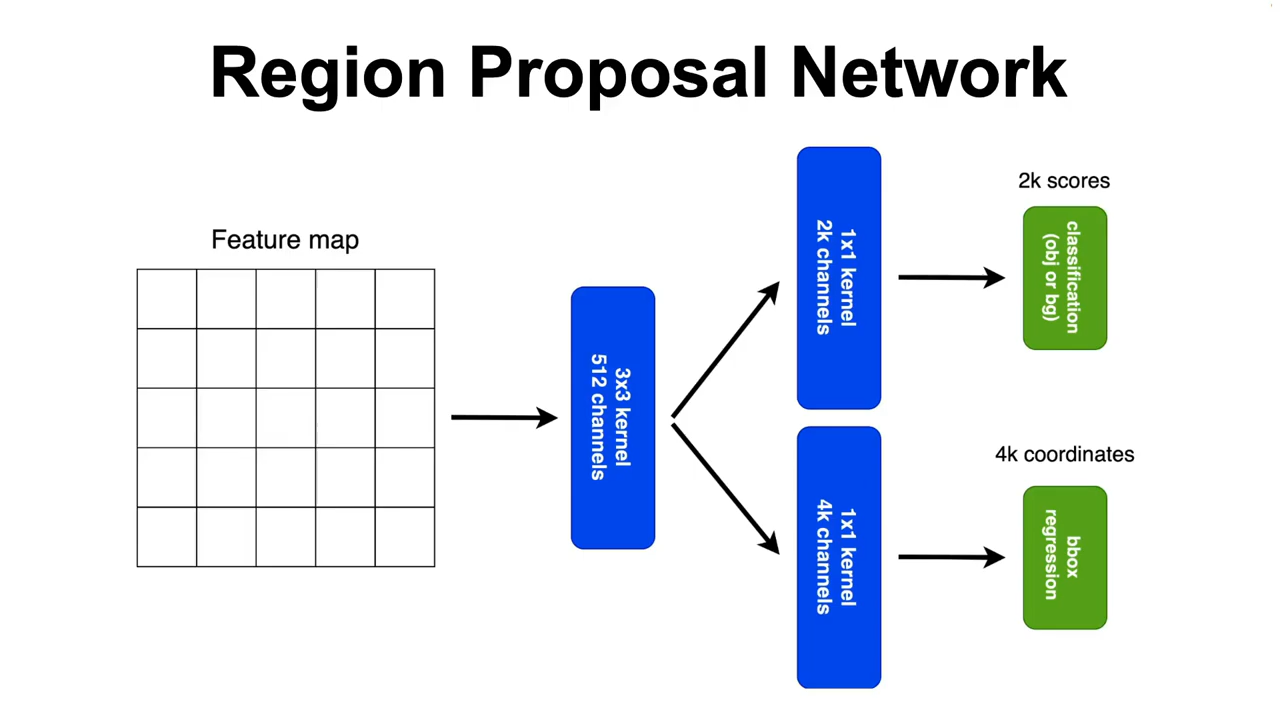 Region Proposal Network
Feature map
3x3 kernel
512 channels
1x1 kernel
2k channels
2k scores
classification
(obj or bg)
1x1 kernel
4k channels
4k coordinates
bbox
regression